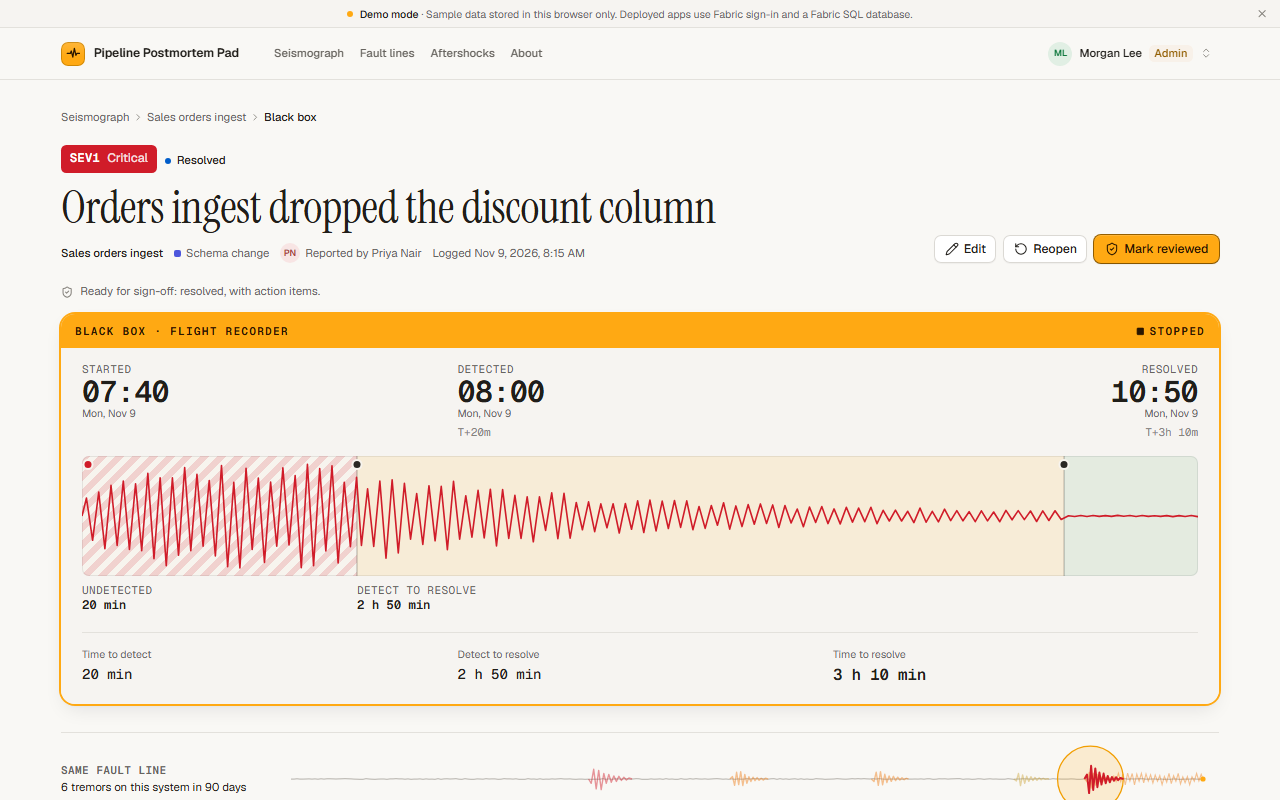 Demo mode · Sample data stored in this browser only. Deployed apps use Fabric sign-in and a Fabric SQL database.
Pipeline Postmortem Pad
Seismograph Fault lines Aftershocks About
ML Morgan Lee Admin
Seismograph Sales orders ingest Black box
SEV1 Critical Resolved
Orders ingest dropped the discount column
Sales orders ingest Schema change PN Reported by Priya Nair Logged Nov 9, 2026, 8:15 AM
Edit Reopen Mark reviewed
Ready for sign-off: resolved, with action items.
BLACK BOX · FLIGHT RECORDER STOPPED
STARTED DETECTED RESOLVED
07:40 08:00 10:50
Mon, Nov 9 Mon, Nov 9 Mon, Nov 9
T+20m T+3h 10m
UNDETECTED DETECT TO RESOLVE
20 min 2 h 50 min
Time to detect Detect to resolve Time to resolve
20 min 2 h 50 min 3 h 10 min
SAME FAULT LINE
6 tremors on this system in 90 days